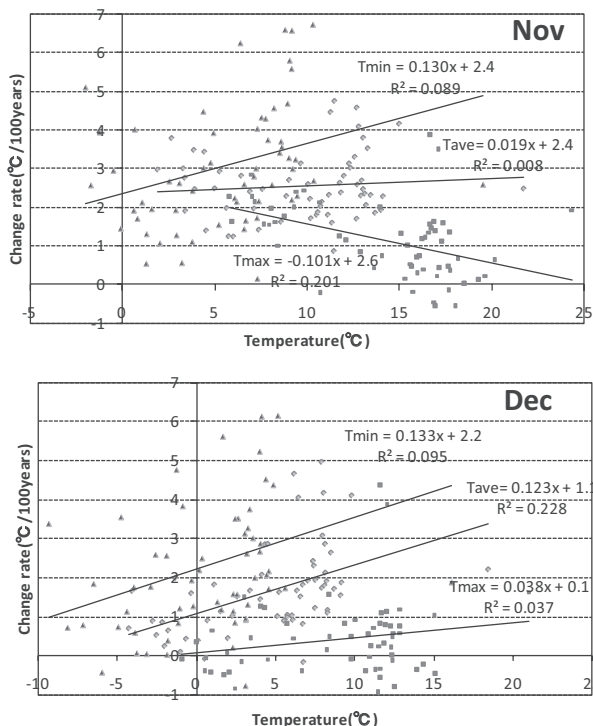 Nov
7
6
5
4
3
2
1
0
-1
Change rate(℃/100years)
Tmin = 0.130x + 2.4
R² = 0.089
Tave = 0.019x + 2.4
R² = 0.008
Tmax = -0.101x + 2.6
R² = 0.201
-5 0 5 10 15 20 25
Temperature(℃)
Dec
7
6
5
4
3
2
1
0
-1
Change rate(℃/100years)
Tmin = 0.133x + 2.2
R² = 0.095
Tave= 0.123x + 1.1
R² = 0.228
Tmax = 0.038x + 0.1
R² = 0.037
-10 -5 0 5 10 15 20 25
Temperature(℃)